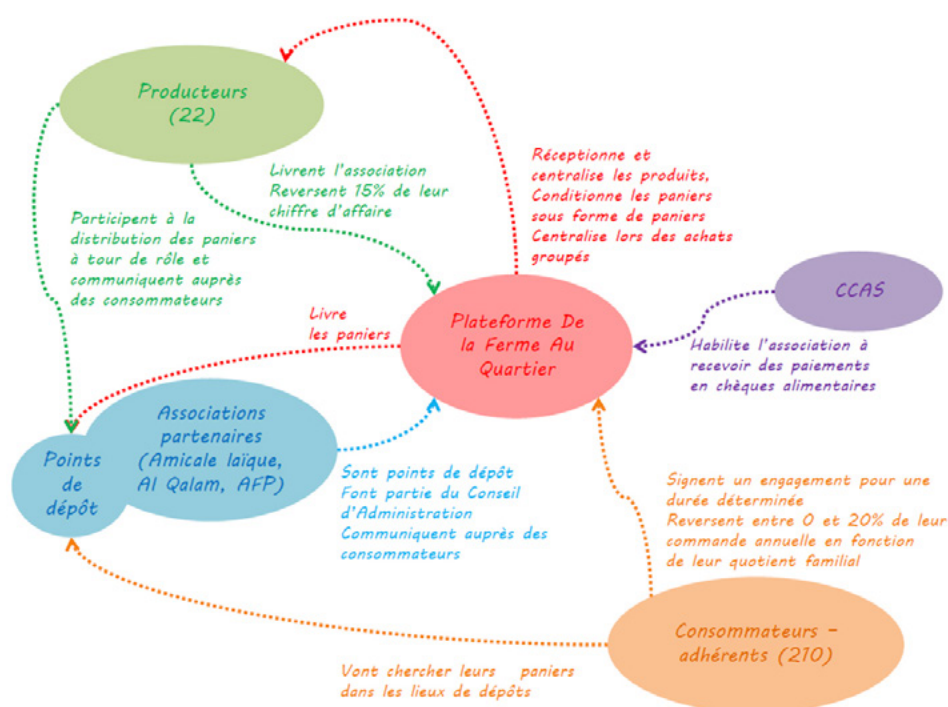 Producteurs
(22)
Livrent l'association
Reversent 15% de leur
chiffre d'affaire
Réceptionne et
centralise les produits,
Conditionne les paniers
sous forme de paniers
Centralise lors des achats
groupés
Participent à la
distribution des paniers
à tour de rôle et
communiquent auprès
des consommateurs
CCAS
Livre
les paniers
Plateforme De
la Ferme Au
Quartier
Habilite l'association à
recevoir des paiements
en chèques alimentaires
Associations
partenaires
(Amicale laïque,
Al Qalam, AFP)
Points
de
dépôt
Sont points de dépôt
Font partie du Conseil
d'Administration
Communiquent auprès des
consommateurs
Signent un engagement pour une
durée déterminée
Reversent entre 0 et 20% de leur
commande annuelle en fonction
de leur quotient familial
Consommateurs -
adhérents (210)
Vont chercher leurs paniers
dans les lieux de dépôts